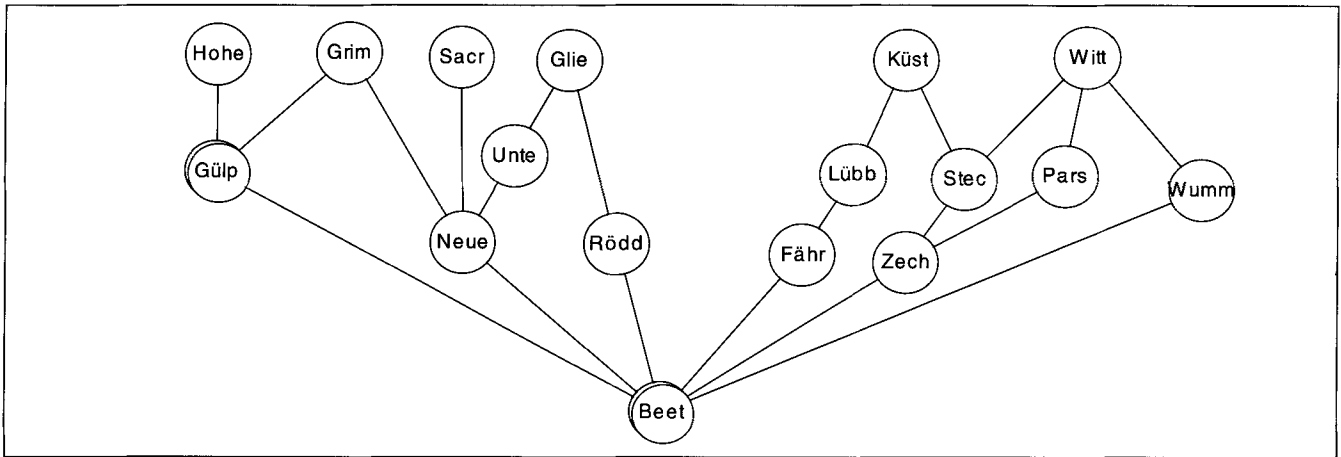 Hohe
Grim
Sacr
Glie
Küst
Witt
Gülp
Unte
Lübb
Stec
Pars
Wumm
Neue
Rödd
Fähr
Zech
Beet